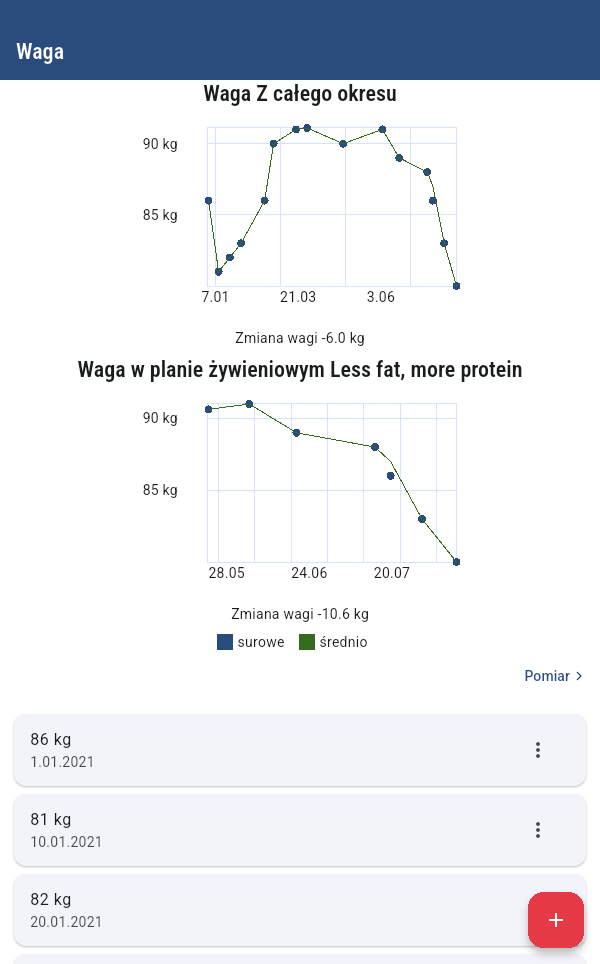 Waga
Waga Z całego okresu
90 kg
85 kg
7.01
21.03
3.06
Zmiana wagi -6.0 kg
Waga w planie żywieniowym Less fat, more protein
90 kg
85 kg
28.05
24.06
20.07
Zmiana wagi -10.6 kg
surowe
średnio
Pomiar
86 kg
1.01.2021
81 kg
10.01.2021
82 kg
20.01.2021